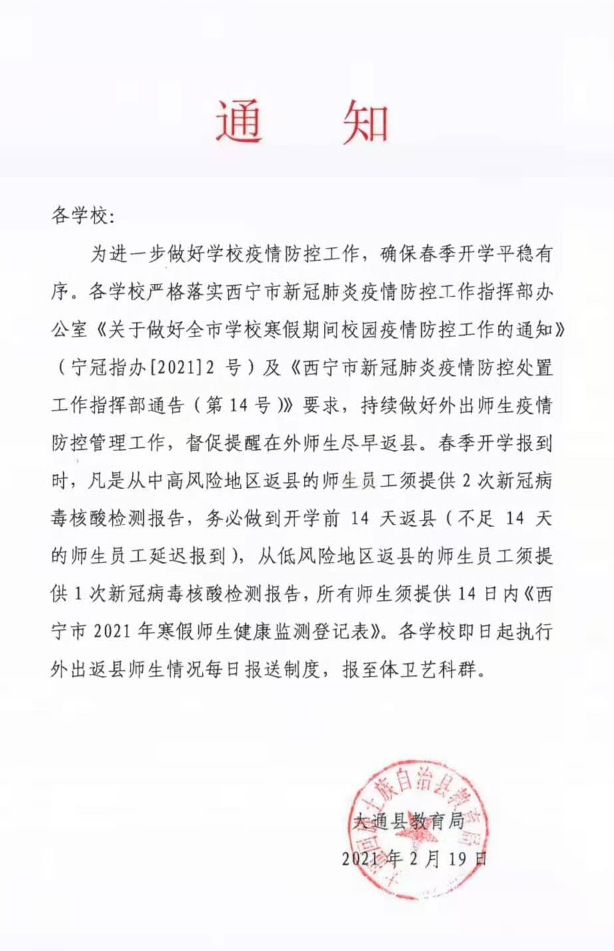 通 知
各学校：
为进一步做好学校疫情防控工作，确保春季开学平稳有
序。各学校严格落实西宁市新冠肺炎疫情防控工作指挥部办
公室《关于做好全市学校寒假期间校园疫情防控工作的通知》
（宁冠指办[2021]2 号）及《西宁市新冠肺炎疫情防控处置
工作指挥部通告（第 14 号）》要求，持续做好外出师生疫情
防控管理工作，督促提醒在外师生尽早返县。春季开学报到
时，凡是从中高风险地区返县的师生员工须提供 2 次新冠病
毒核酸检测报告，务必做到开学前 14 天返县（不足 14 天
的师生员工延迟报到），从低风险地区返县的师生员工须提
供 1 次新冠病毒核酸检测报告，所有师生须提供 14 日内《西
宁市 2021 年寒假师生健康监测登记表》。各学校即日起执行
外出返县师生情况每日报送制度，报至体卫艺科群。
大通回族土族自治县教育局
大通县教育局
2021 年 2 月 19 日